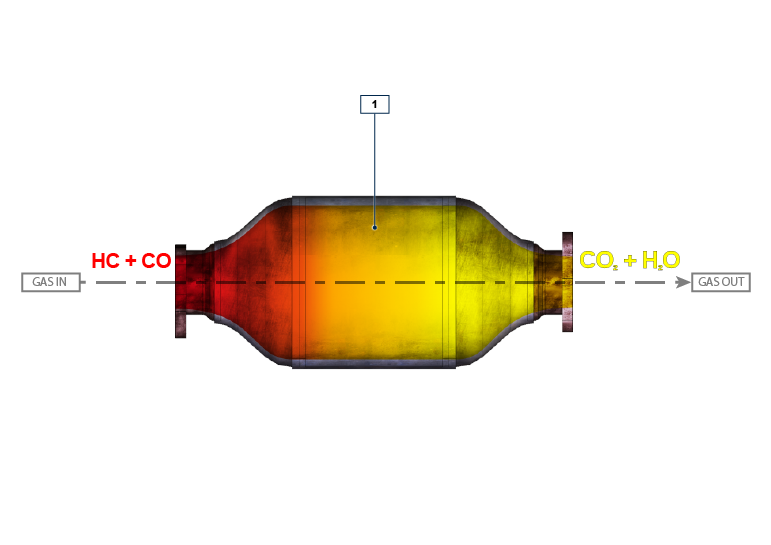 1
HC + CO
CO₂ + H₂O
GAS IN
GAS OUT